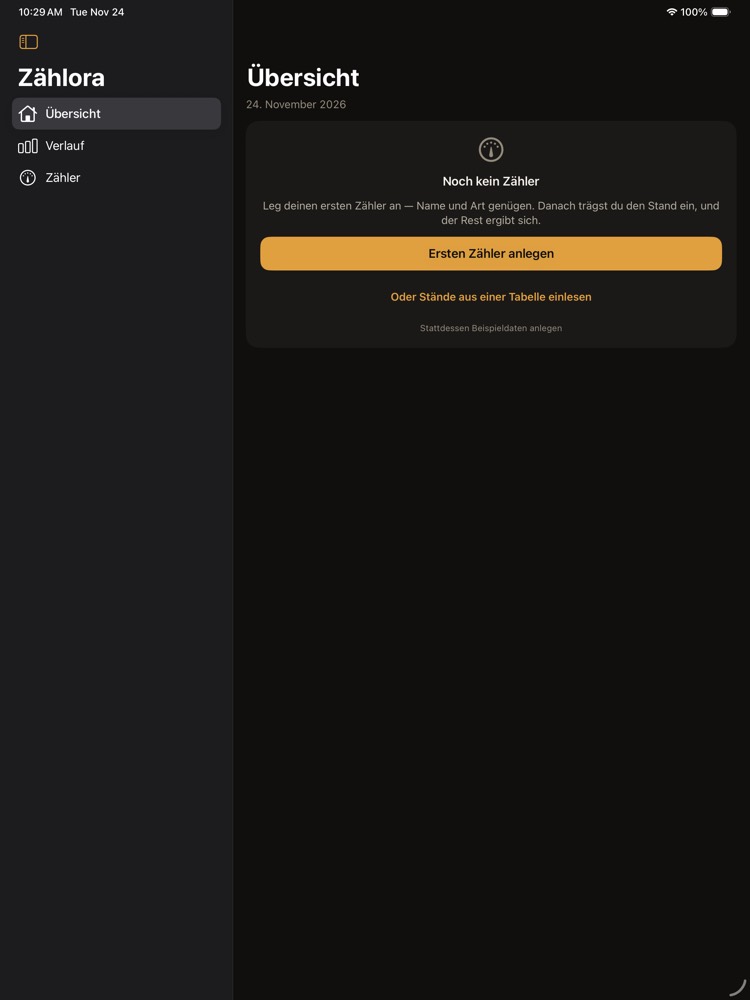 10:29 AM Tue Nov 24
100%
Zählora
Übersicht
Verlauf
Zähler
Übersicht
24. November 2026
Noch kein Zähler
Leg deinen ersten Zähler an — Name und Art genügen. Danach trägst du den Stand ein, und
der Rest ergibt sich.
Ersten Zähler anlegen
Oder Stände aus einer Tabelle einlesen
Stattdessen Beispieldaten anlegen